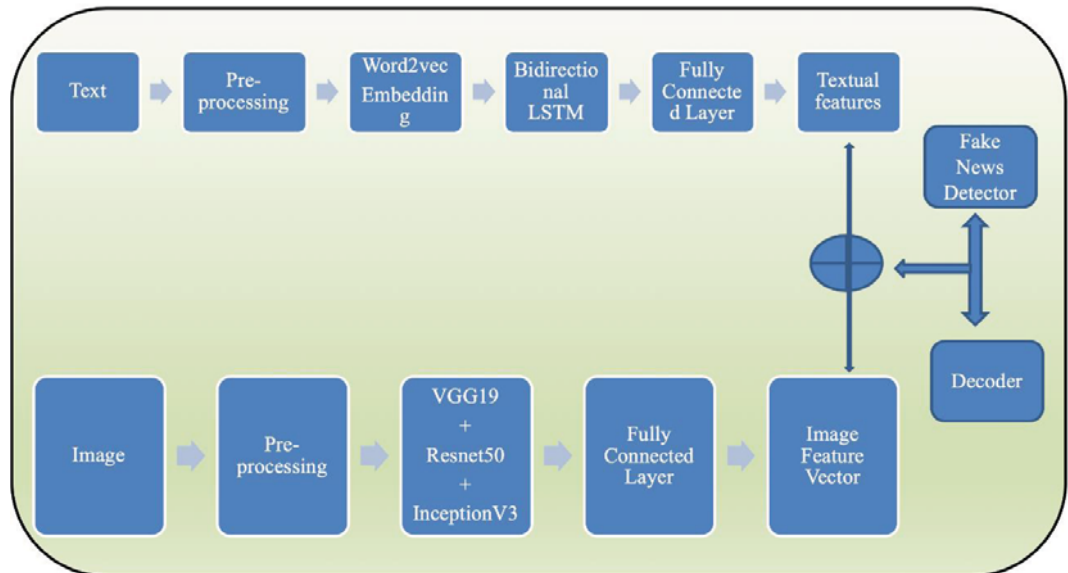 Text
Pre-
processing
Word2vec
Embeddin
g
Bidirectio
nal
LSTM
Fully
Connecte
d Layer
Textual
features
Fake
News
Detector
Decoder
Image
Pre-
processing
VGG19
+
Resnet50
+
InceptionV3
Fully
Connected
Layer
Image
Feature
Vector